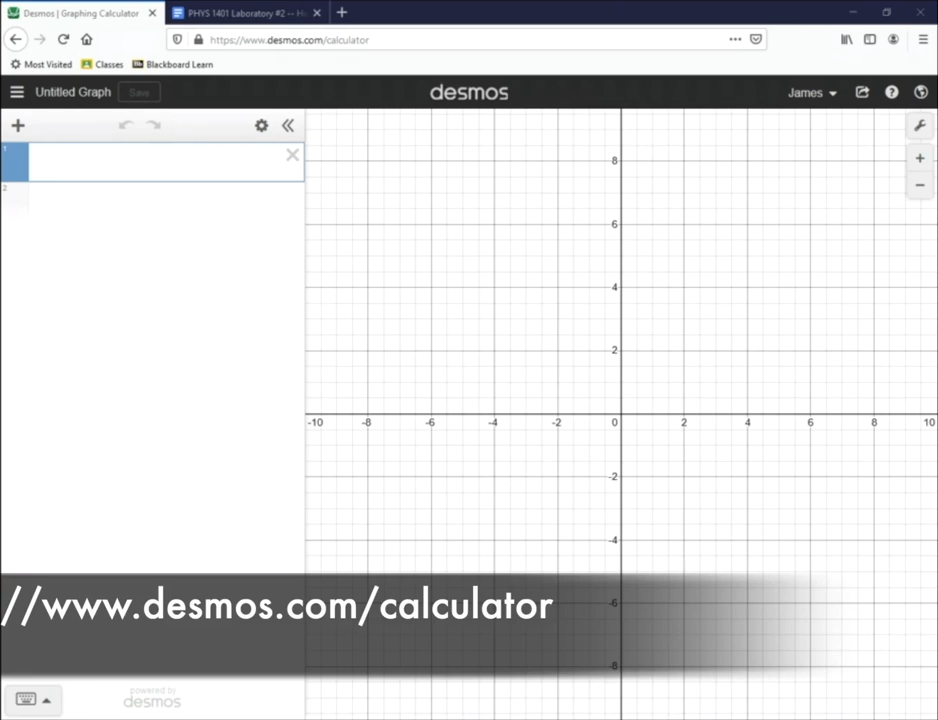 Desmos | Graphing Calculator
PHYS 1401 Laboratory #2 -- H
https://www.desmos.com/calculator
Most Visited
Classes
Blackboard Learn
Untitled Graph
Save
desmos
James
1
2
8
6
4
2
-10 -8 -6 -4 -2 0 2 4 6 8 10
-2
-4
-6
-8
//www.desmos.com/calculator
powered by
desmos